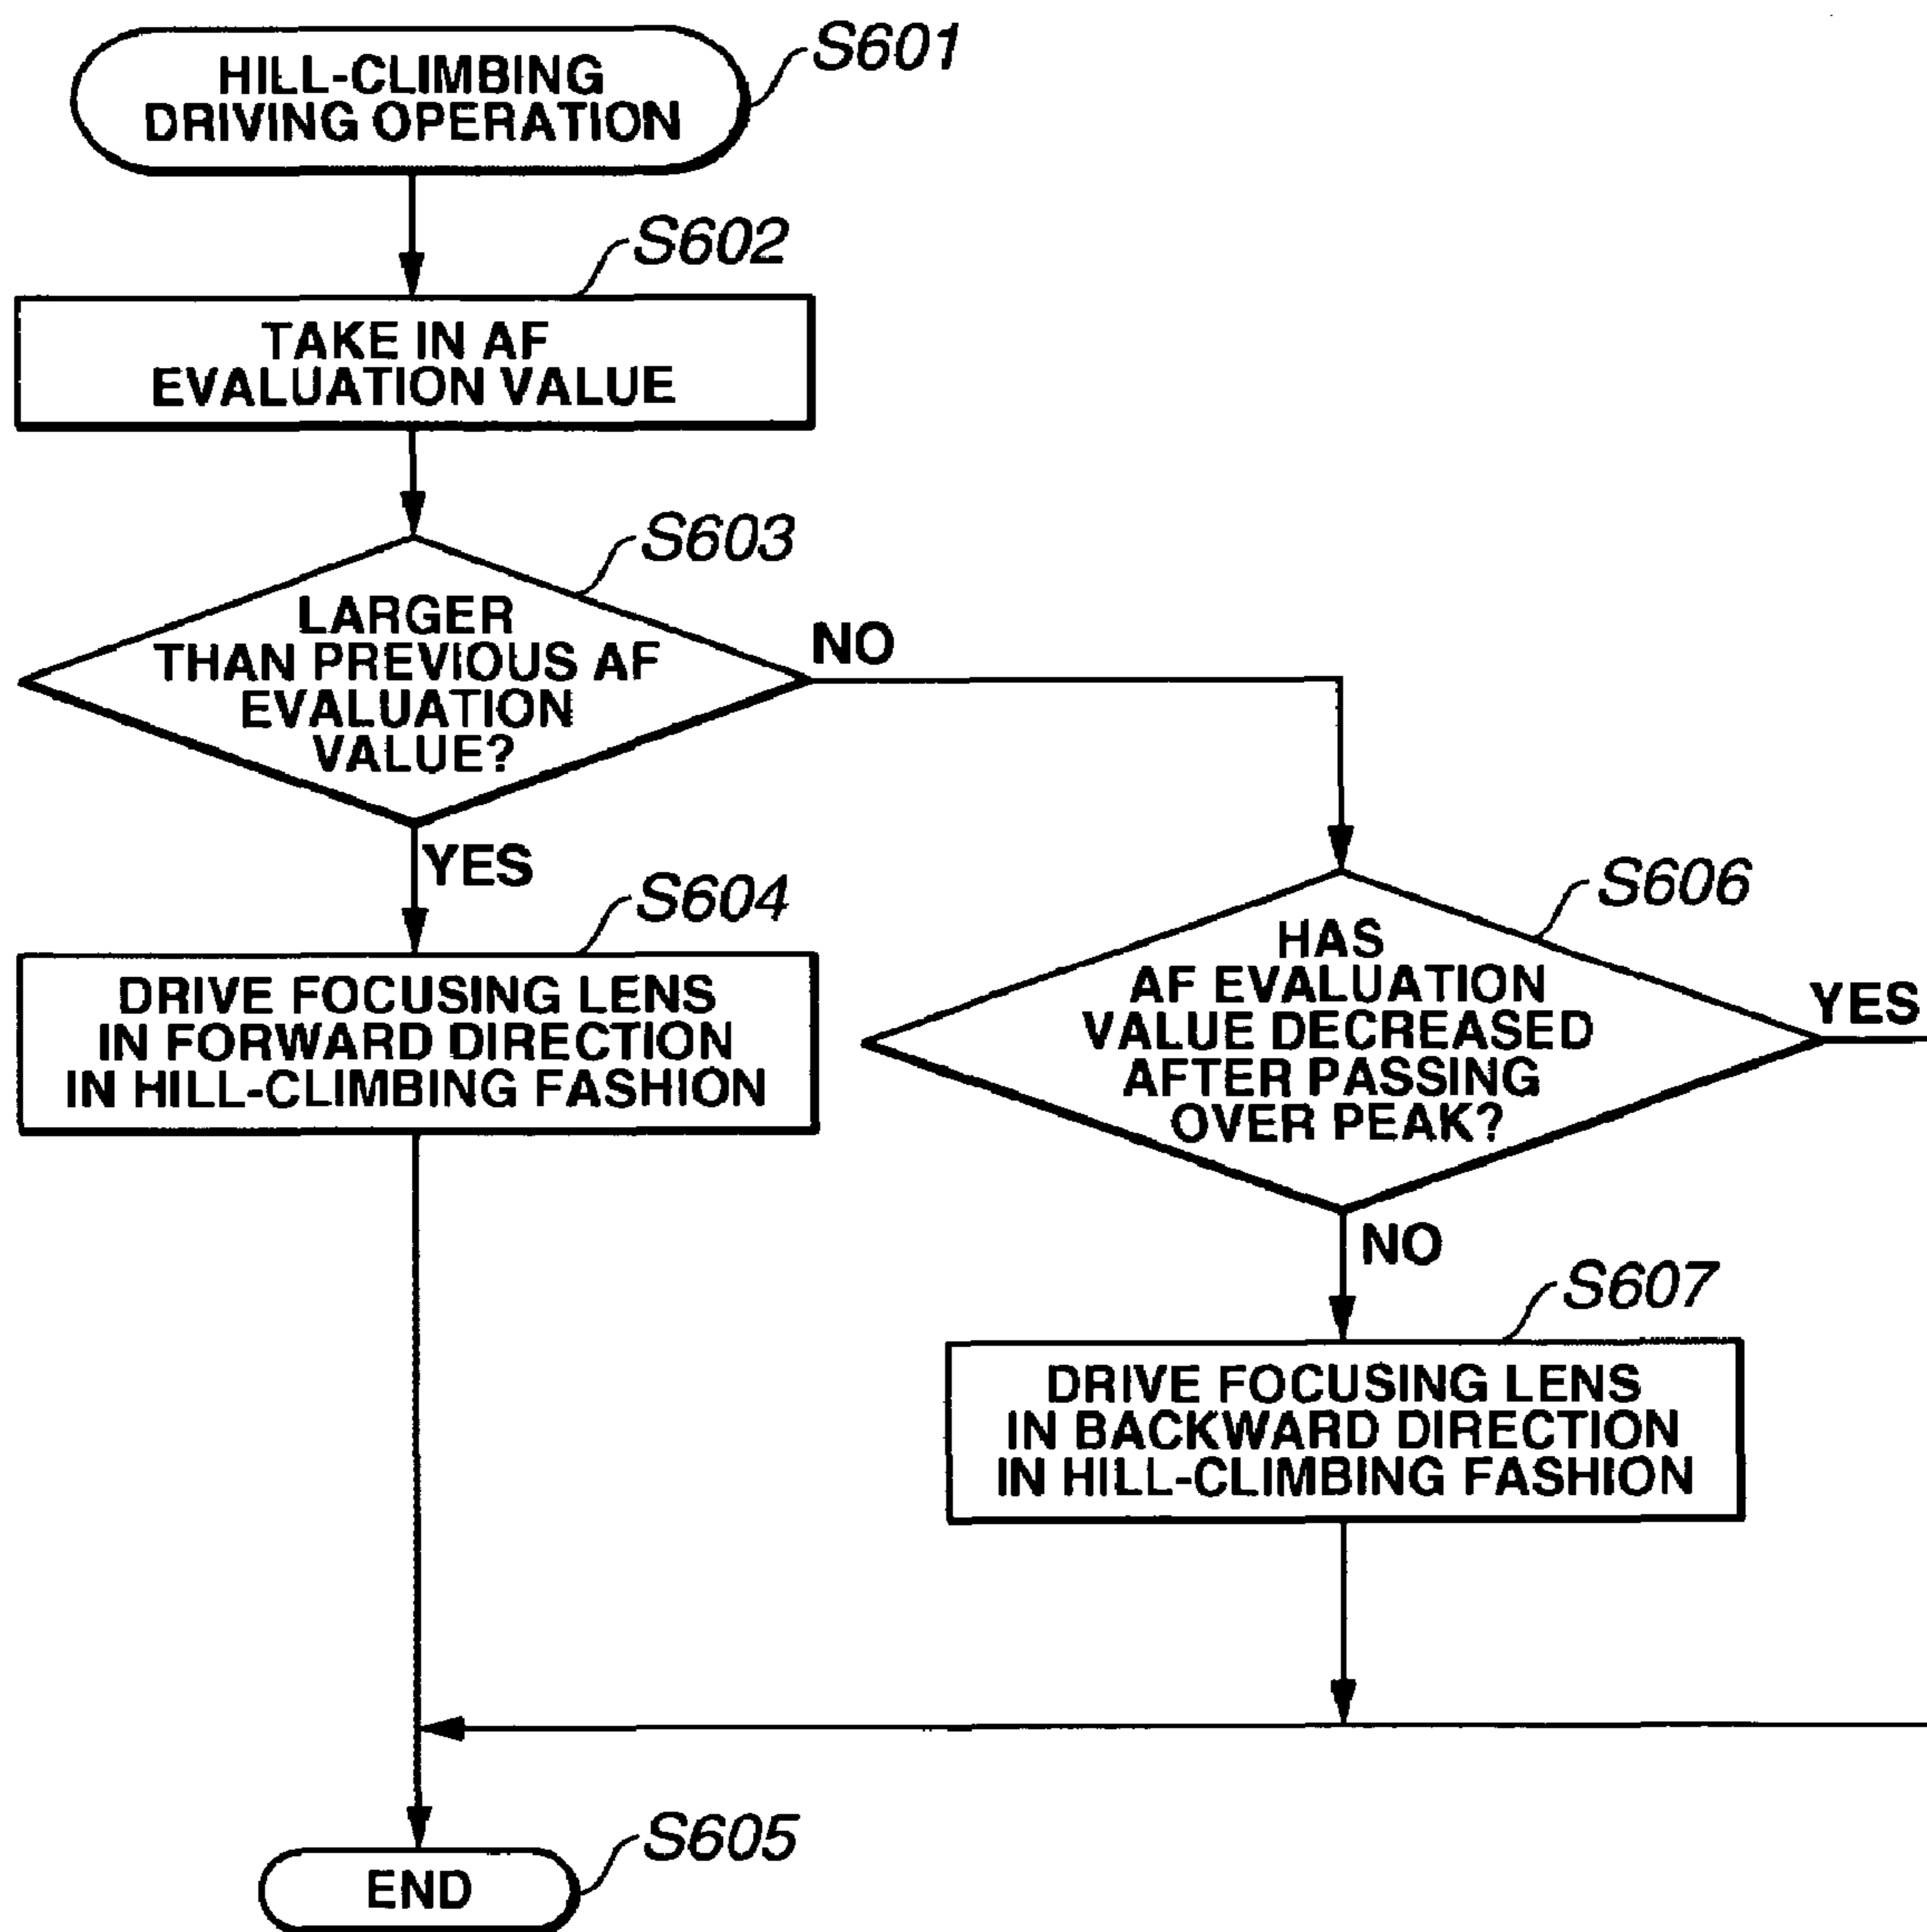 HILL-CLIMBING
DRIVING OPERATION
S601
S602
TAKE IN AF
EVALUATION VALUE
S603
LARGER
THAN PREVIOUS AF
EVALUATION
VALUE?
NO
YES
S604
DRIVE FOCUSING LENS
IN FORWARD DIRECTION
IN HILL-CLIMBING FASHION
S606
HAS
AF EVALUATION
VALUE DECREASED
AFTER PASSING
OVER PEAK?
YES
NO
S607
DRIVE FOCUSING LENS
IN BACKWARD DIRECTION
IN HILL-CLIMBING FASHION
S605
END